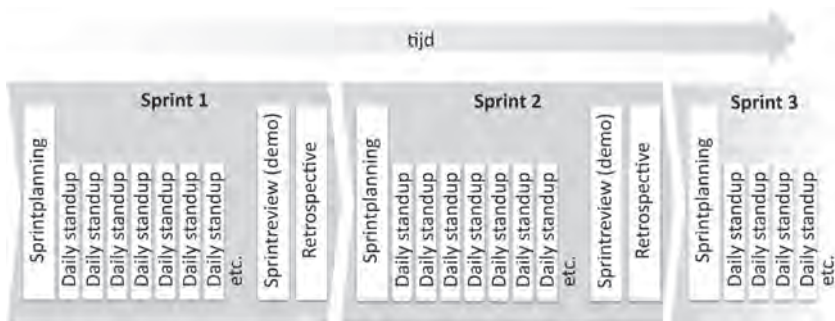 tijd
Sprint 1
Sprintplanning
Daily standup
Daily standup
Daily standup
Daily standup
Daily standup
Daily standup
Daily standup
etc.
Sprintreview (demo)
Retrospective
Sprint 2
Sprintplanning
Daily standup
Daily standup
Daily standup
Daily standup
Daily standup
Daily standup
Daily standup
etc.
Sprintreview (demo)
Retrospective
Sprint 3
Sprintplanning
Daily standup
Daily standup
Daily standup
Daily standup
etc.